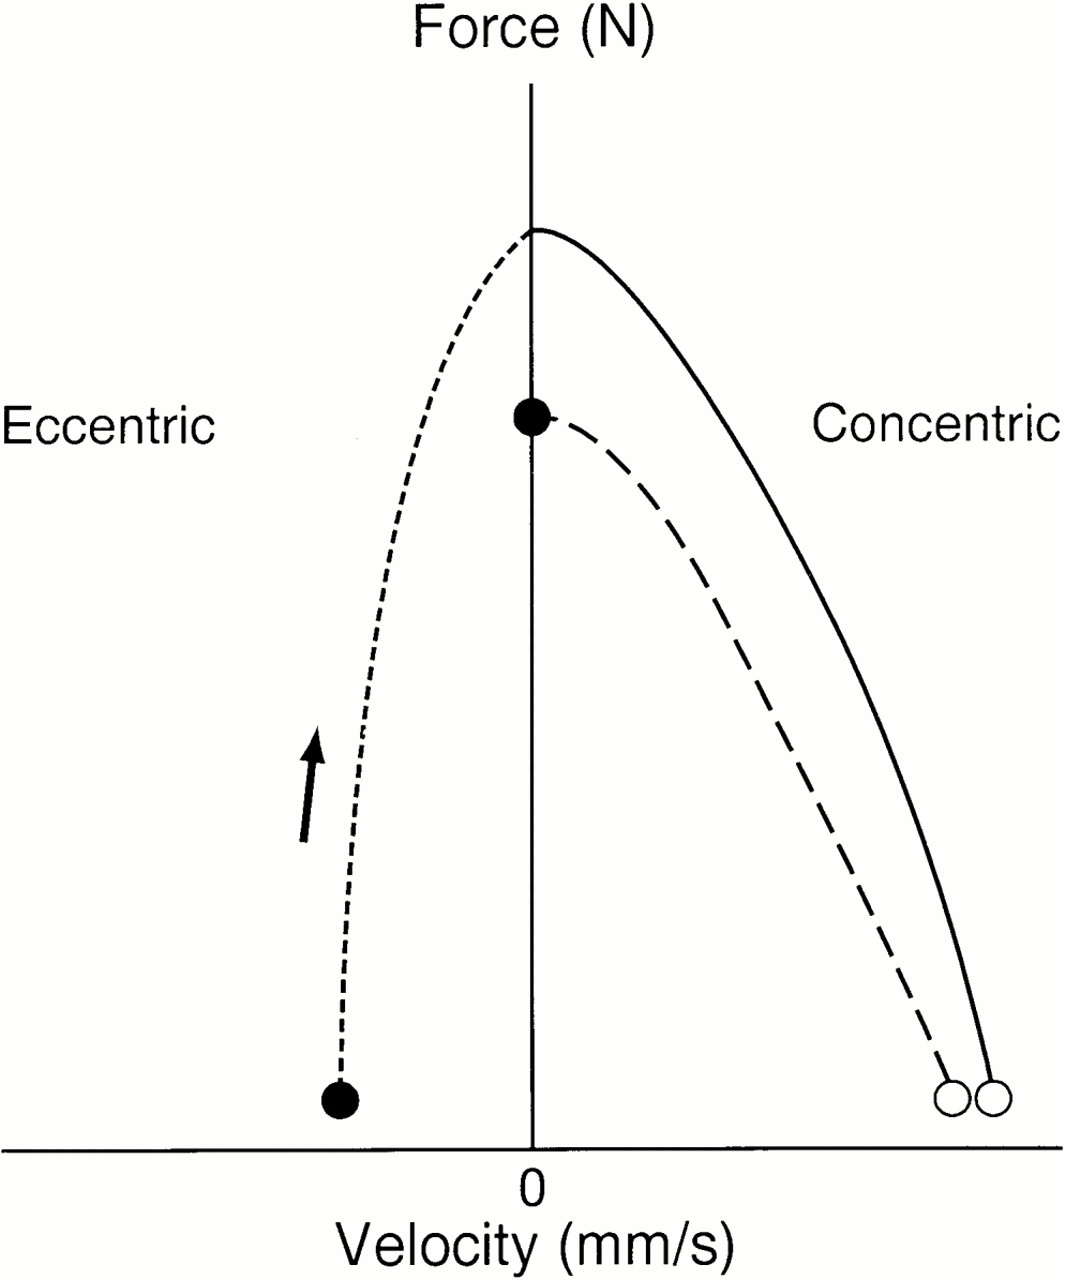 Force (N)
Eccentric
Concentric
0
Velocity (mm/s)